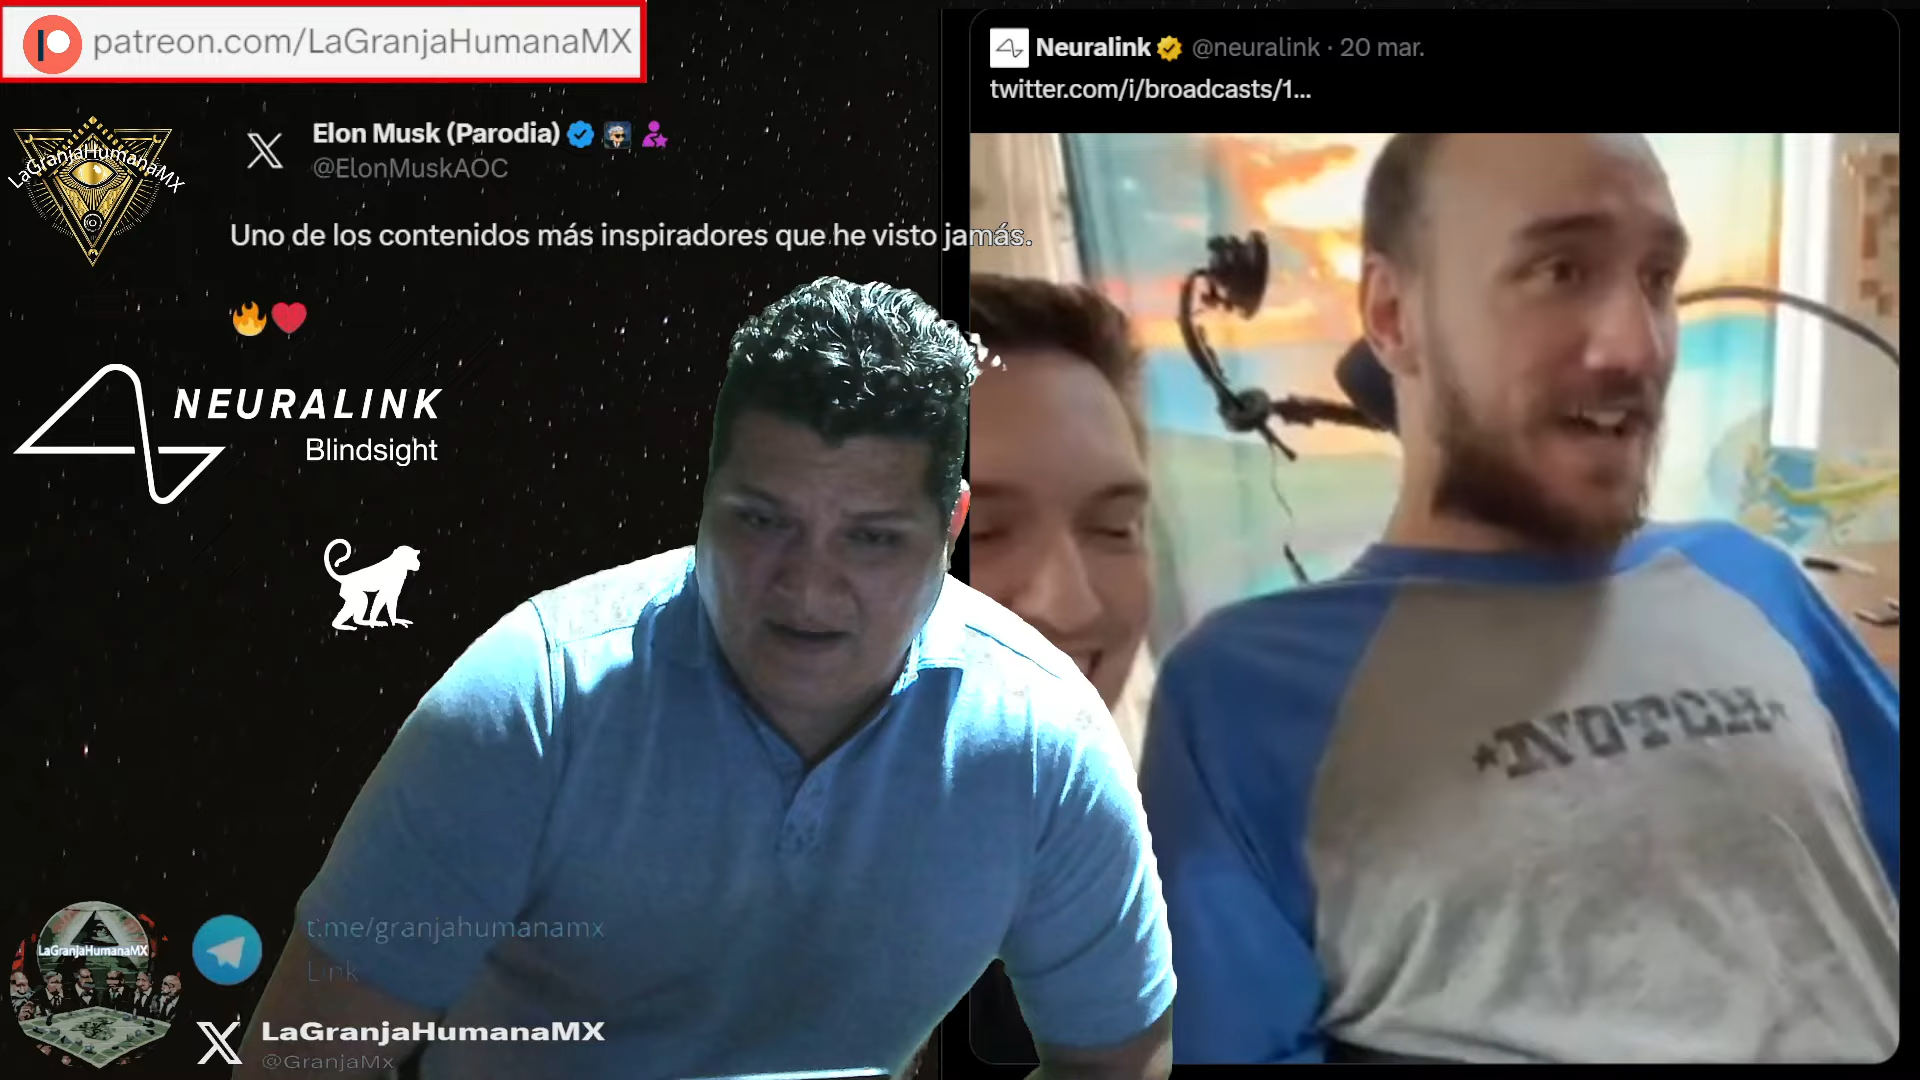 patreon.com/LaGranjaHumanaMX
LaGranjaHumanaMX
Elon Musk (Parodia)
@ElonMuskAOC
Uno de los contenidos más inspiradores que he visto jamás.
NEURALINK
Blindsight
Neuralink @neuralink · 20 mar.
twitter.com/i/broadcasts/1...
*NOTCH*
LaGranjaHumanaMX
t.me/granjahumanamx
Link
LaGranjaHumanaMX
@GranjaMx